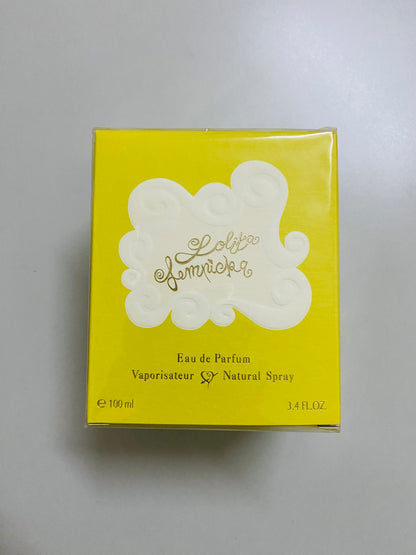 Lolita
Lempicka
Eau de Parfum
Vaporisateur Natural Spray
℮ 100 ml
3.4 FL.OZ.